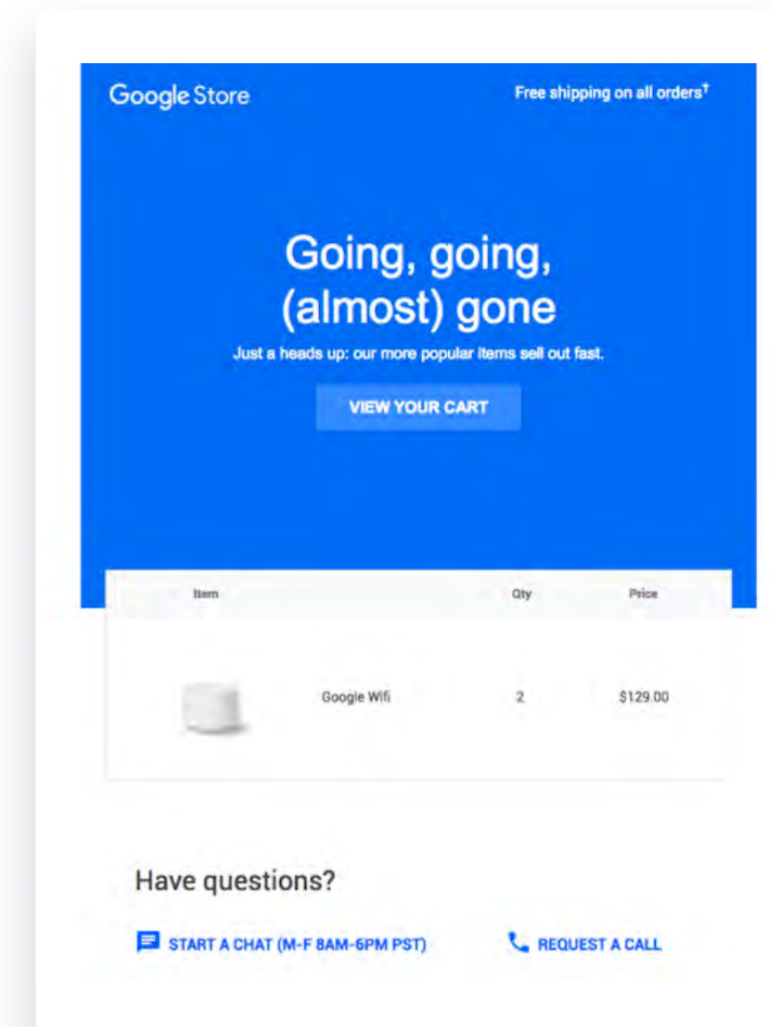 Google Store
Free shipping on all orders†
Going, going,
(almost) gone
Just a heads up: our more popular items sell out fast.
VIEW YOUR CART
Item Qty Price
Google Wifi 2 $129.00
Have questions?
START A CHAT (M-F 8AM-6PM PST)
REQUEST A CALL